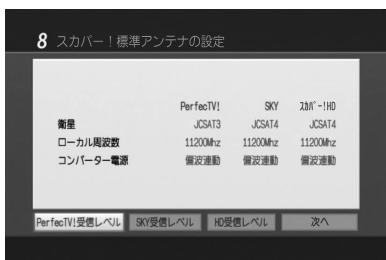 8 スカパー！標準アンテナの設定
PerfecTV! SKY ｽｶﾊﾟｰ!HD
衛星 JCSAT3 JCSAT4 JCSAT4
ローカル周波数 11200Mhz 11200Mhz 11200Mhz
コンバーター電源 偏波連動 偏波連動 偏波連動
PerfecTV!受信レベル SKY受信レベル HD受信レベル 次へ